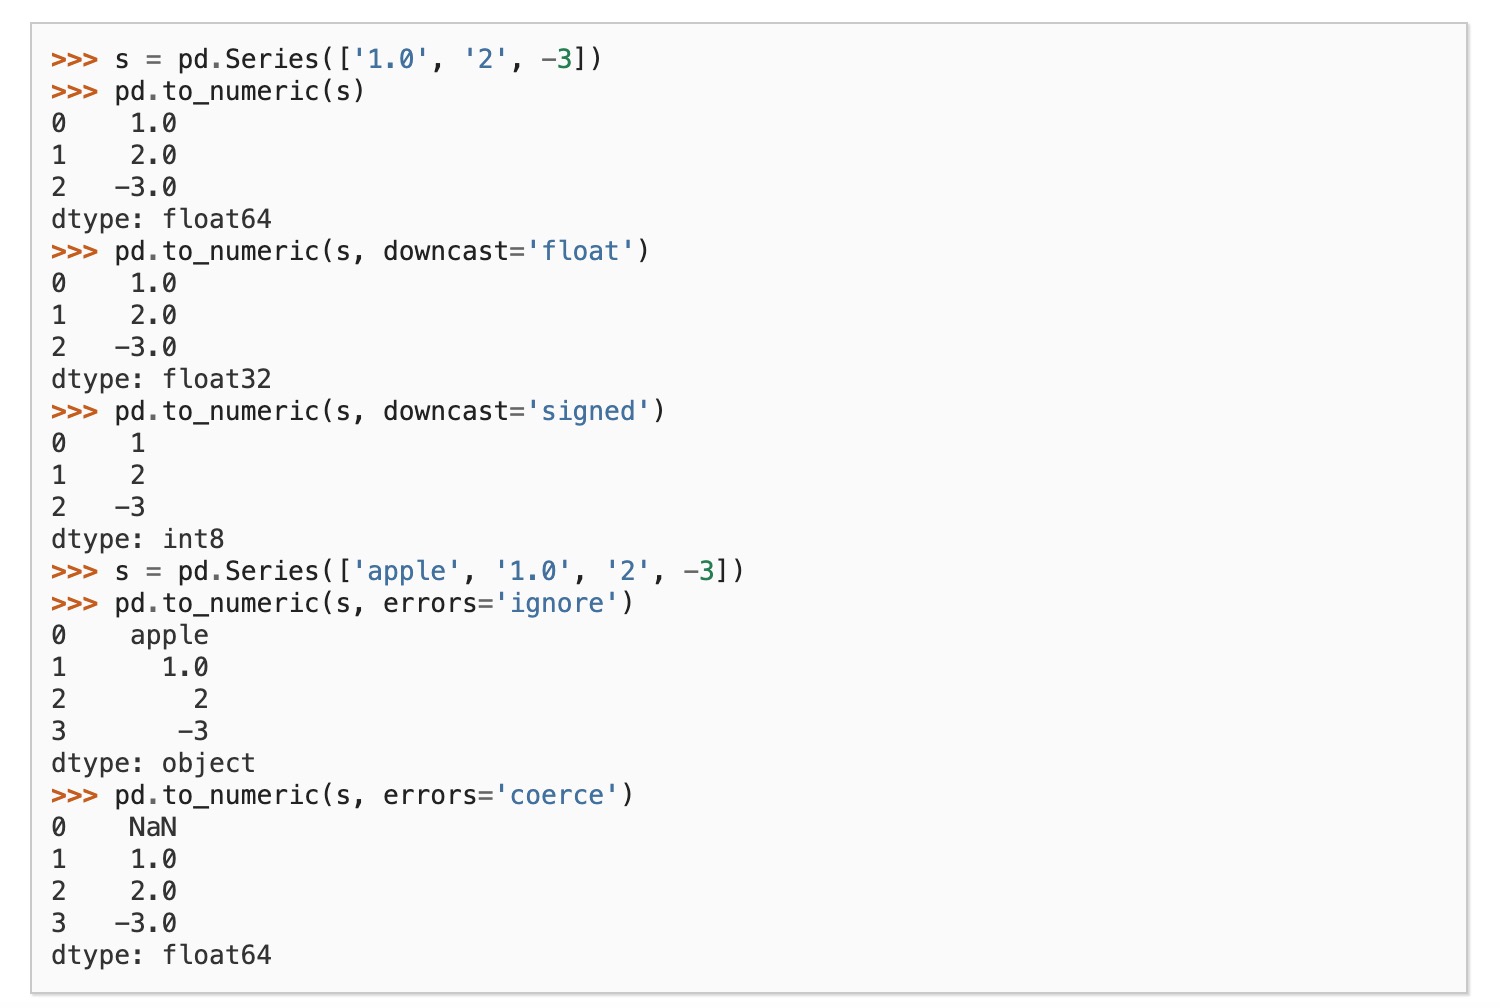 >>> s = pd.Series(['1.0', '2', -3])
>>> pd.to_numeric(s)
0    1.0
1    2.0
2   -3.0
dtype: float64
>>> pd.to_numeric(s, downcast='float')
0    1.0
1    2.0
2   -3.0
dtype: float32
>>> pd.to_numeric(s, downcast='signed')
0    1
1    2
2   -3
dtype: int8
>>> s = pd.Series(['apple', '1.0', '2', -3])
>>> pd.to_numeric(s, errors='ignore')
0    apple
1      1.0
2        2
3       -3
dtype: object
>>> pd.to_numeric(s, errors='coerce')
0    NaN
1    1.0
2    2.0
3   -3.0
dtype: float64